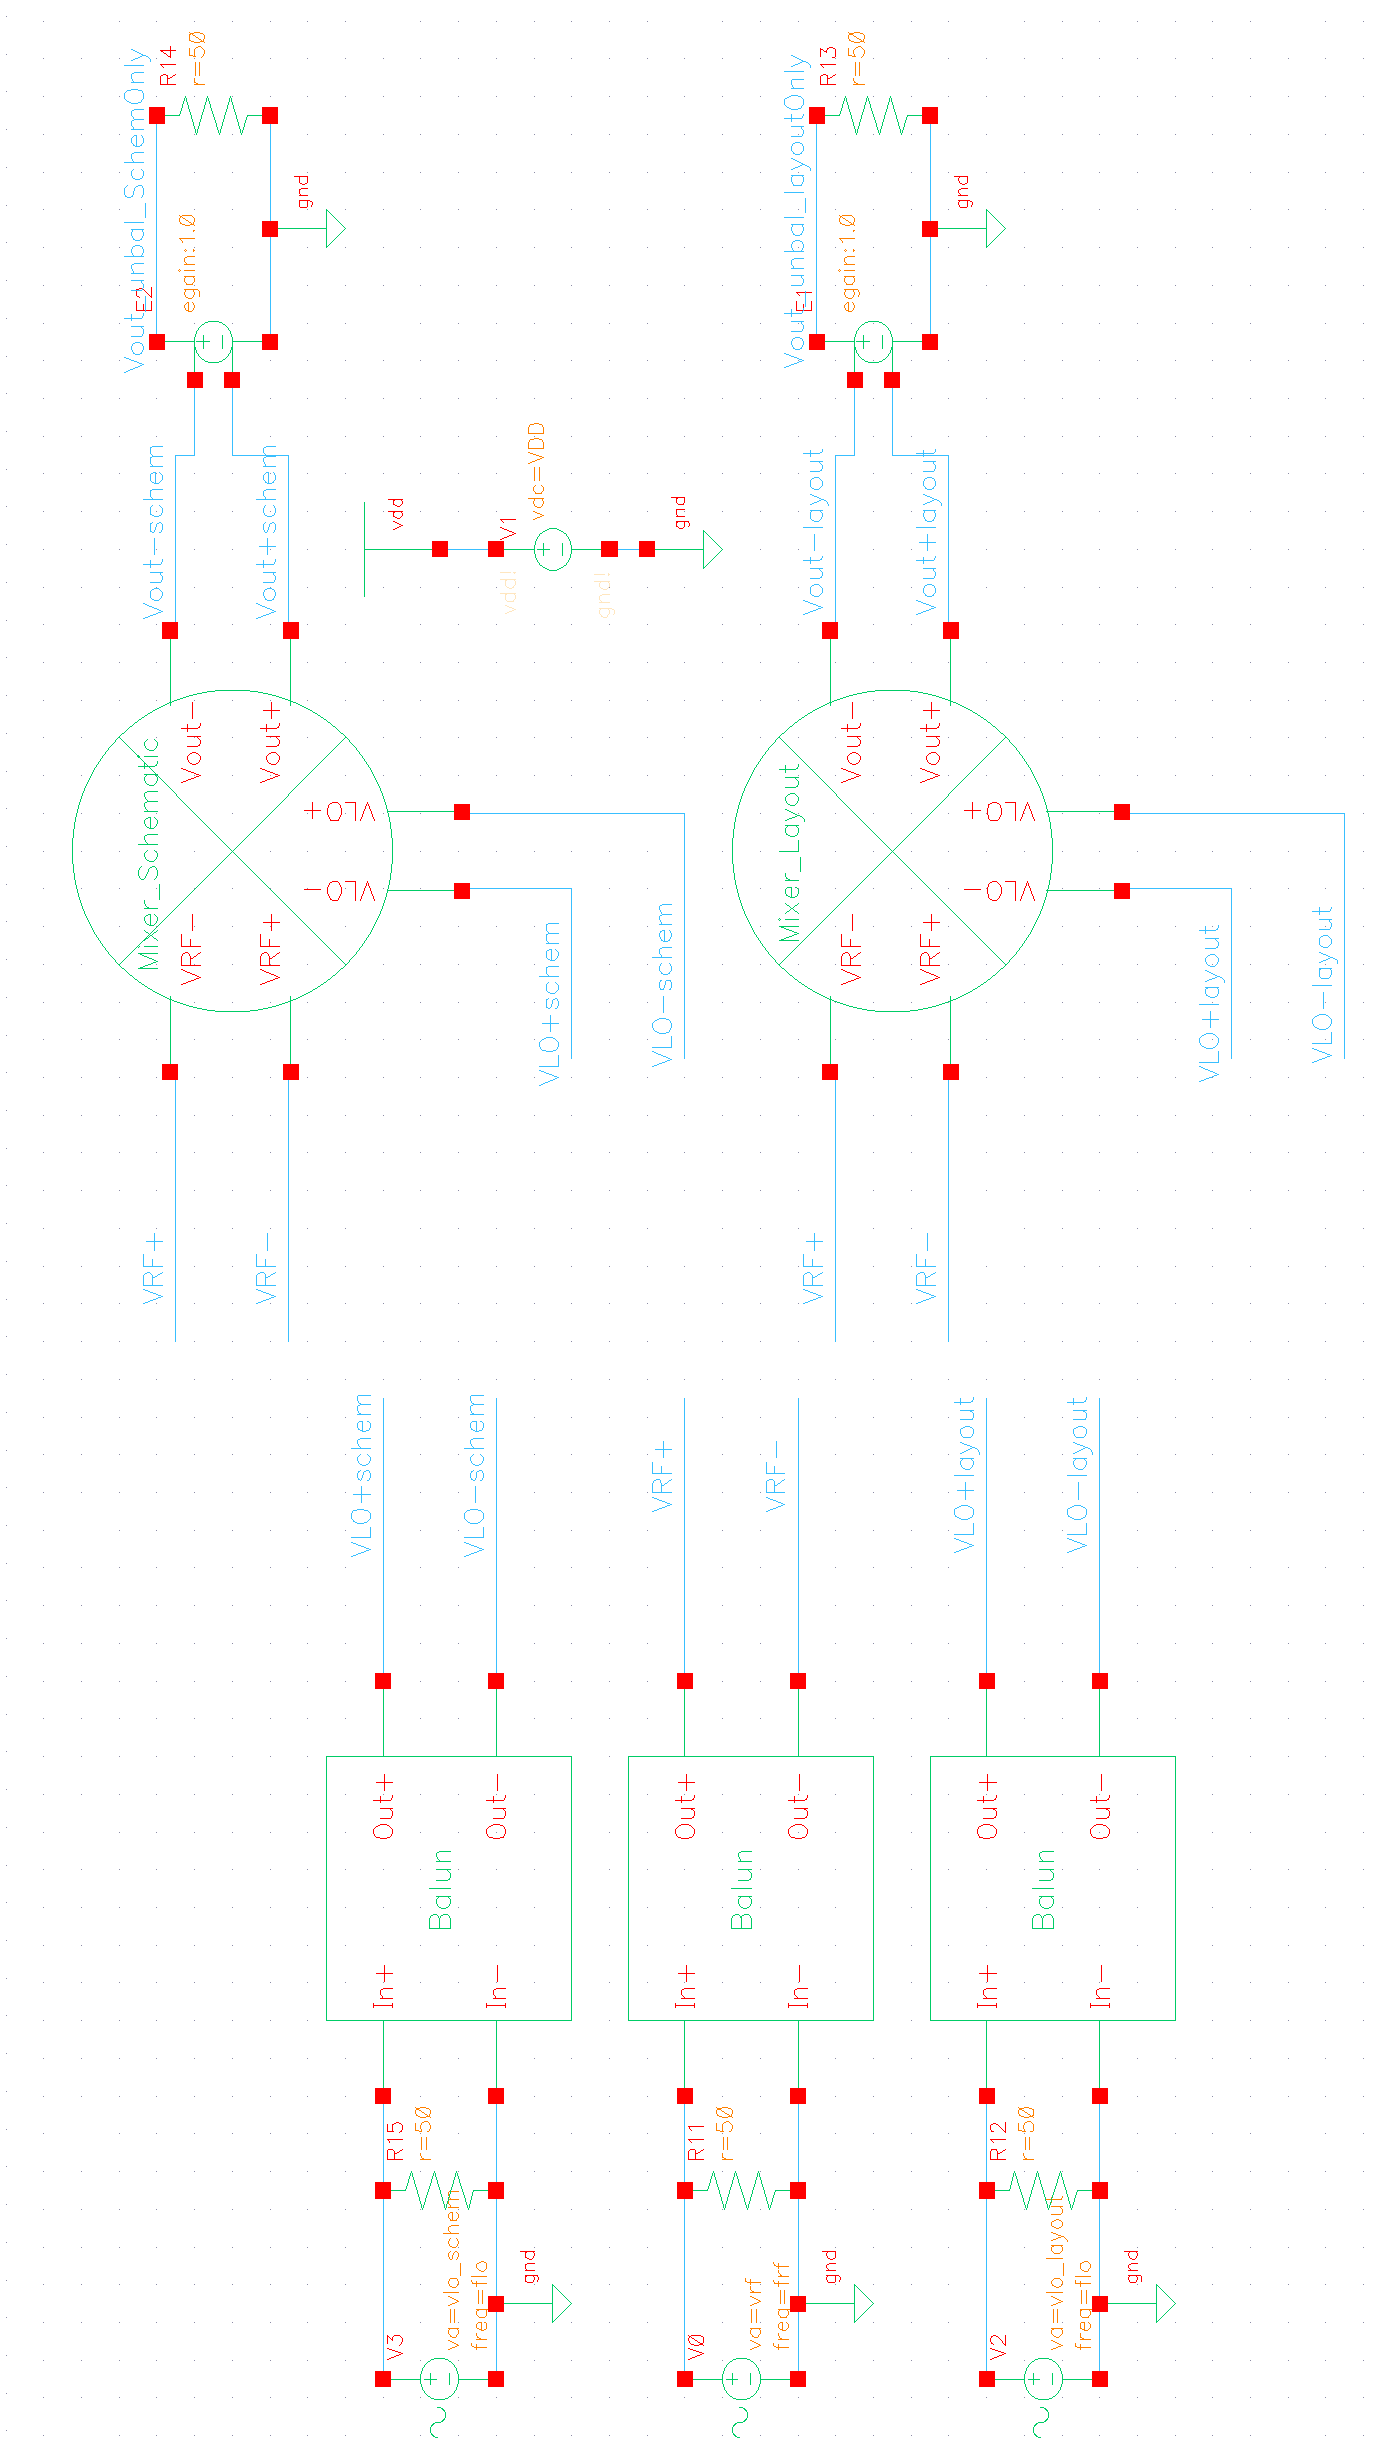 Vout_unbal_SchemOnly
R14
r=50
E2
egain:1.0
gnd
Vout_unbal_layoutOnly
R13
r=50
E1
egain:1.0
gnd
Vout-schem
Vout+schem
vdd
vdd!
V1
vdc=VDD
gnd!
gnd
Vout-layout
Vout+layout
Mixer_Schematic
Vout-
Vout+
VLO+
VLO-
VRF-
VRF+
VLO+schem
VLO-schem
Mixer_Layout
Vout-
Vout+
VLO+
VLO-
VRF-
VRF+
VLO+layout
VLO-layout
VRF+
VRF-
VRF+
VRF-
VLO+schem
VLO-schem
VRF+
VRF-
VLO+layout
VLO-layout
Out+
Out-
Balun
In+
In-
Out+
Out-
Balun
In+
In-
Out+
Out-
Balun
In+
In-
R15
r=50
V3
va=vlo_schem
freq=flo
gnd
R11
r=50
V0
va=vrf
freq=frf
gnd
R12
r=50
V2
va=vlo_layout
freq=flo
gnd